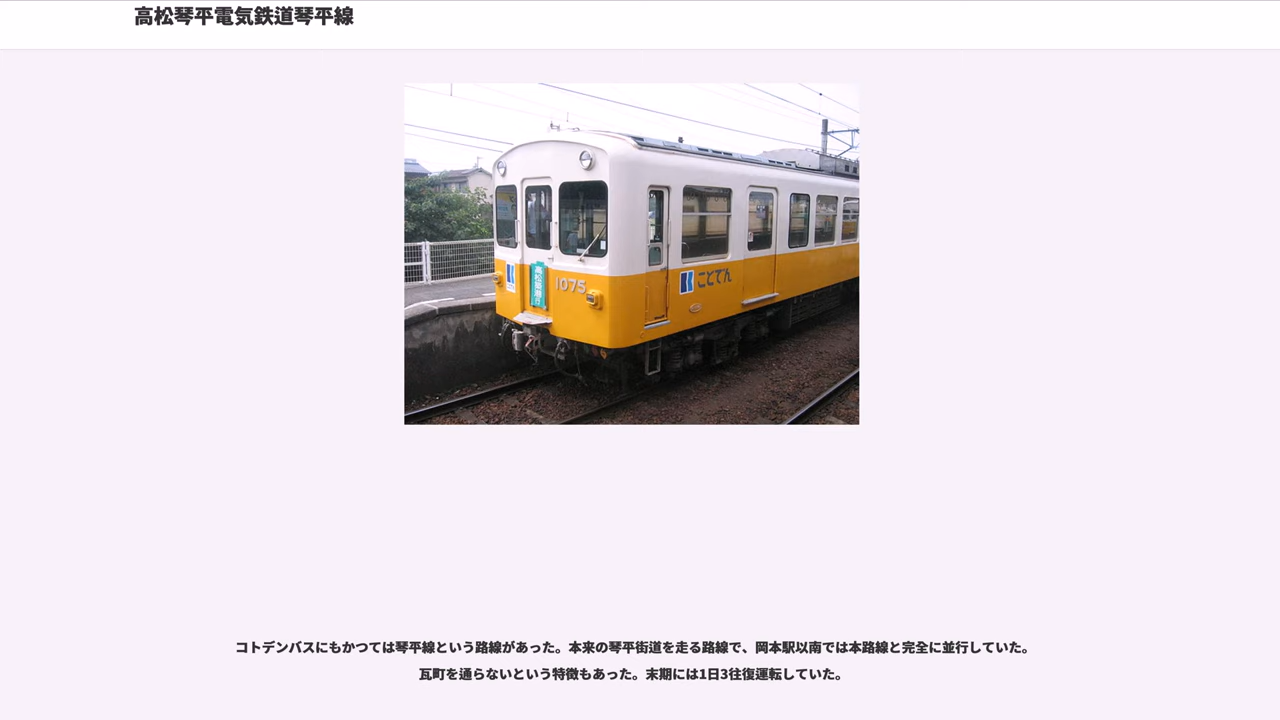 高松琴平電気鉄道琴平線
高松築港行
1075
ことでん
コトデンバスにもかつては琴平線という路線があった。本来の琴平街道を走る路線で、岡本駅以南では本路線と完全に並行していた。
瓦町を通らないという特徴もあった。末期には1日3往復運転していた。